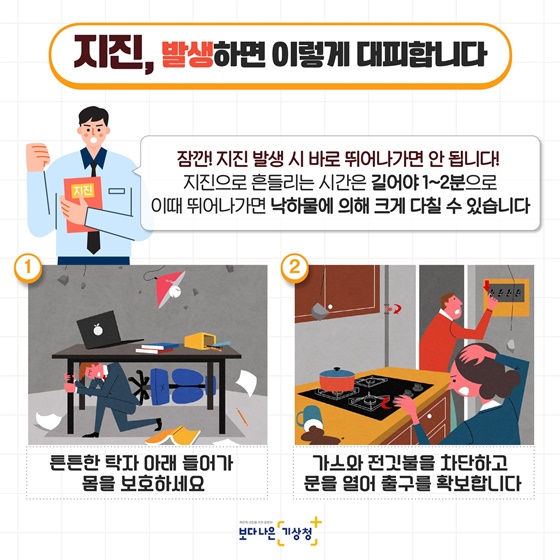 지진, 발생하면 이렇게 대피합니다
지진
잠깐! 지진 발생 시 바로 뛰어나가면 안 됩니다!
지진으로 흔들리는 시간은 길어야 1~2분으로
이때 뛰어나가면 낙하물에 의해 크게 다칠 수 있습니다
1
2
튼튼한 탁자 아래 들어가
몸을 보호하세요
가스와 전깃불을 차단하고
문을 열어 출구를 확보합니다
보다나은 기상청